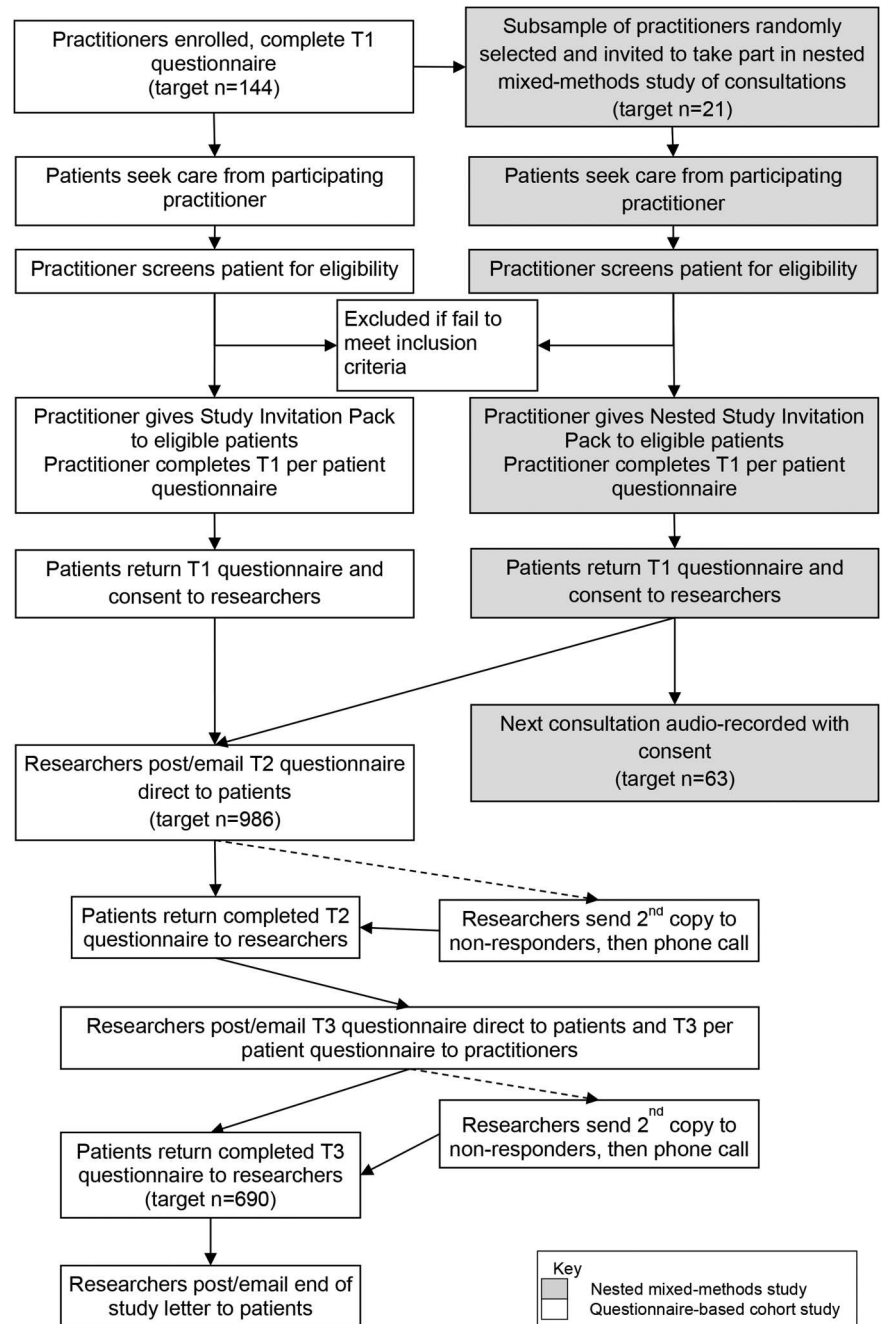 Practitioners enrolled, complete T1
questionnaire
(target n=144)
Subsample of practitioners randomly
selected and invited to take part in nested
mixed-methods study of consultations
(target n=21)
Patients seek care from participating
practitioner
Patients seek care from participating
practitioner
Practitioner screens patient for eligibility
Practitioner screens patient for eligibility
Excluded if fail to
meet inclusion
criteria
Practitioner gives Study Invitation Pack
to eligible patients
Practitioner completes T1 per patient
questionnaire
Practitioner gives Nested Study Invitation
Pack to eligible patients
Practitioner completes T1 per patient
questionnaire
Patients return T1 questionnaire and
consent to researchers
Patients return T1 questionnaire and
consent to researchers
Next consultation audio-recorded with
consent
(target n=63)
Researchers post/email T2 questionnaire
direct to patients
(target n=986)
Patients return completed T2
questionnaire to researchers
Researchers send 2nd copy to
non-responders, then phone call
Researchers post/email T3 questionnaire direct to patients and T3 per
patient questionnaire to practitioners
Patients return completed T3
questionnaire to researchers
(target n=690)
Researchers send 2nd copy to
non-responders, then phone call
Researchers post/email end of
study letter to patients
Key
Nested mixed-methods study
Questionnaire-based cohort study